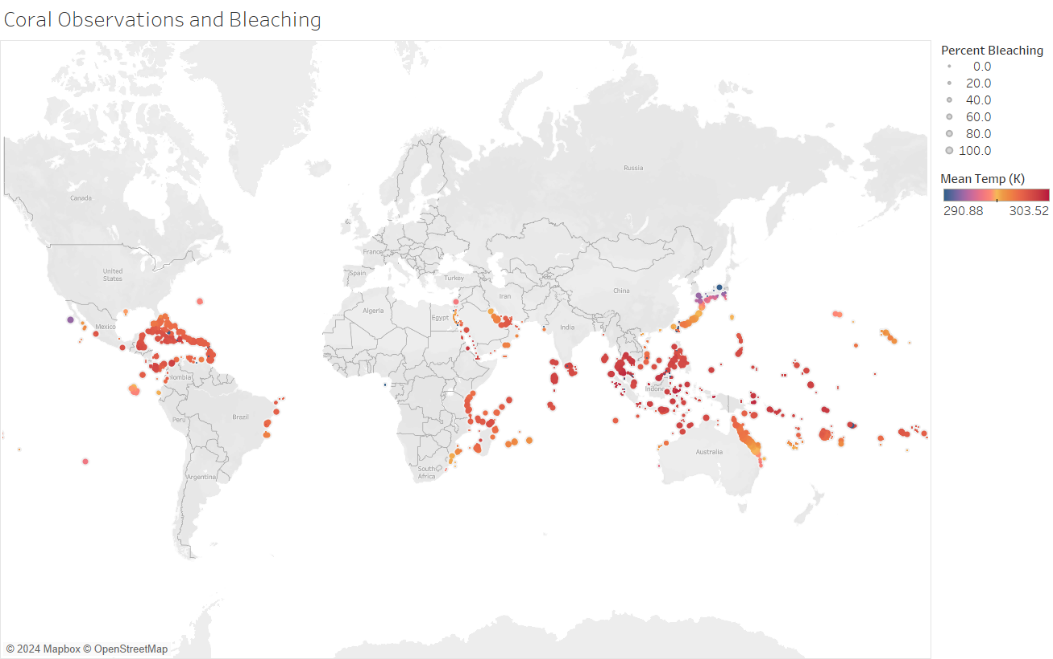 Coral Observations and Bleaching
Percent Bleaching
0.0
20.0
40.0
60.0
80.0
100.0
Mean Temp (K)
290.88 303.52
Russia
Canada
France
United
States
Spain
Turkey
China
Iran
Algeria
Egypt
Mexico
India
Brazil
Peru
Australia
South
Africa
Argentina
© 2024 Mapbox © OpenStreetMap